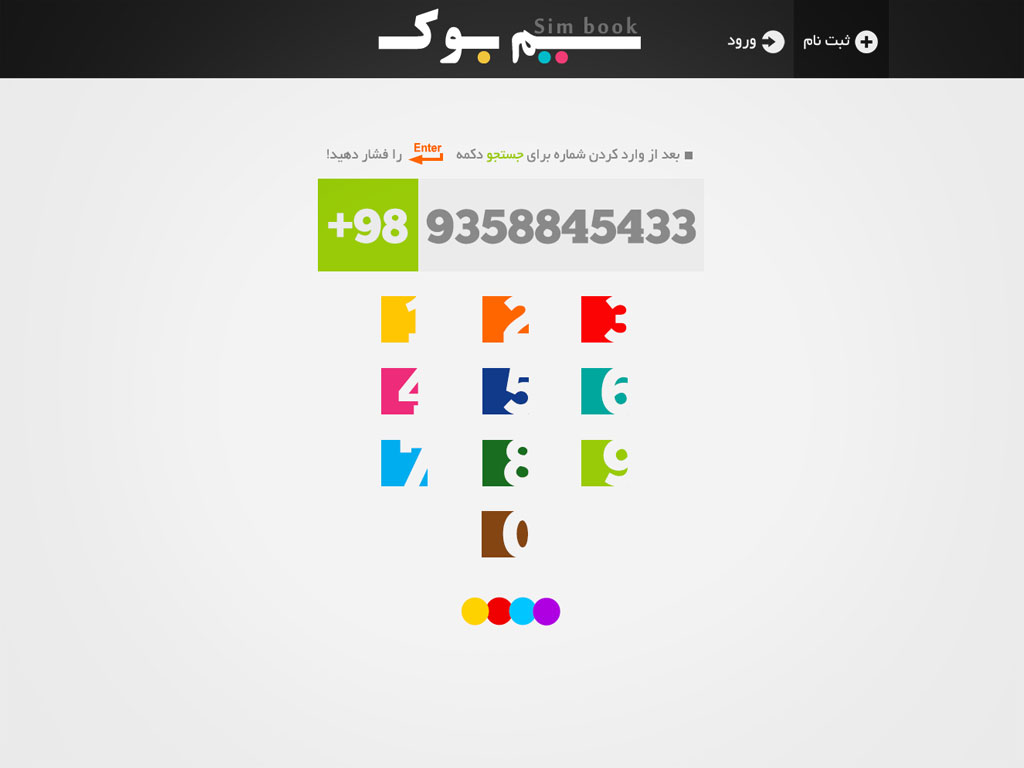 ثبت نام
ورود
Sim book
سیم بوک
بعد از وارد کردن شماره برای جستجو دکمه Enter را فشار دهید!
+98 9358845433
1 2 3
4 5 6
7 8 9
0